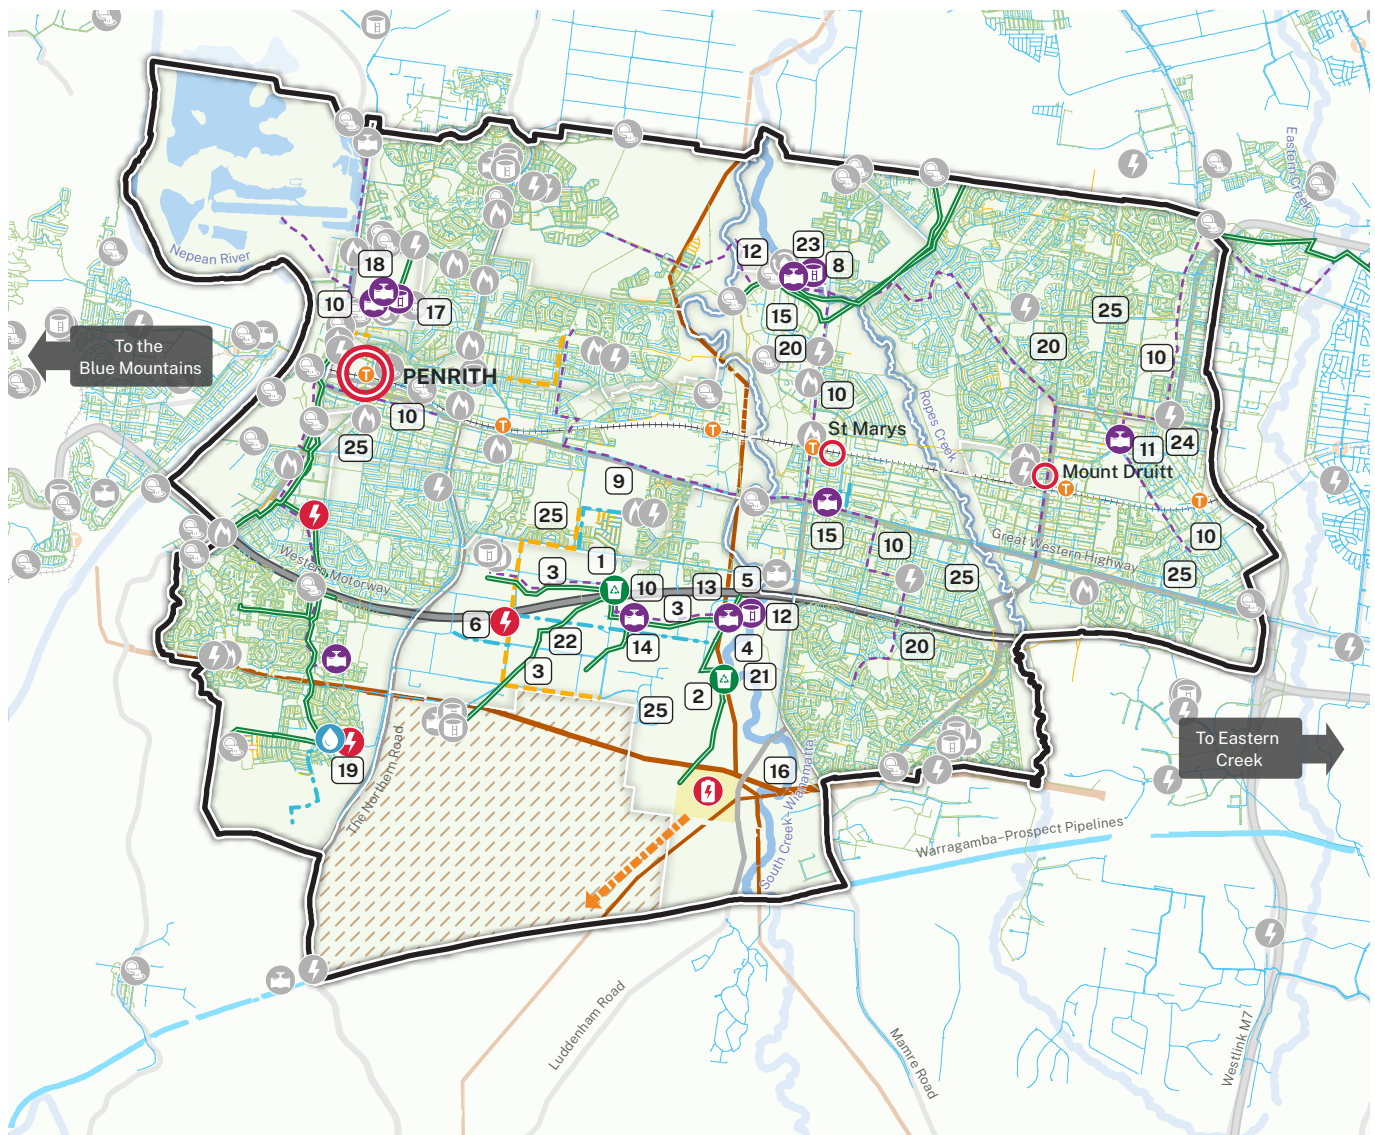 Eastern Creek
Nepean River
12
23
8
18
10
17
15
25
20
10
To the
Blue Mountains
PENRITH
20
10
10
25
St Marys
Ropes Creek
11
24
Mount Druitt
9
25
15
10
Great Western Highway
10
25
25
Western Motorway
1
3
10
13
5
3
12
6
22
14
4
20
3
2
21
25
19
The Northern Road
16
South Creek-Wianamatta
To Eastern
Creek
Warragamba–Prospect Pipelines
Luddenham Road
Mamre Road
Westlink M7
T
T
T
T
T
T